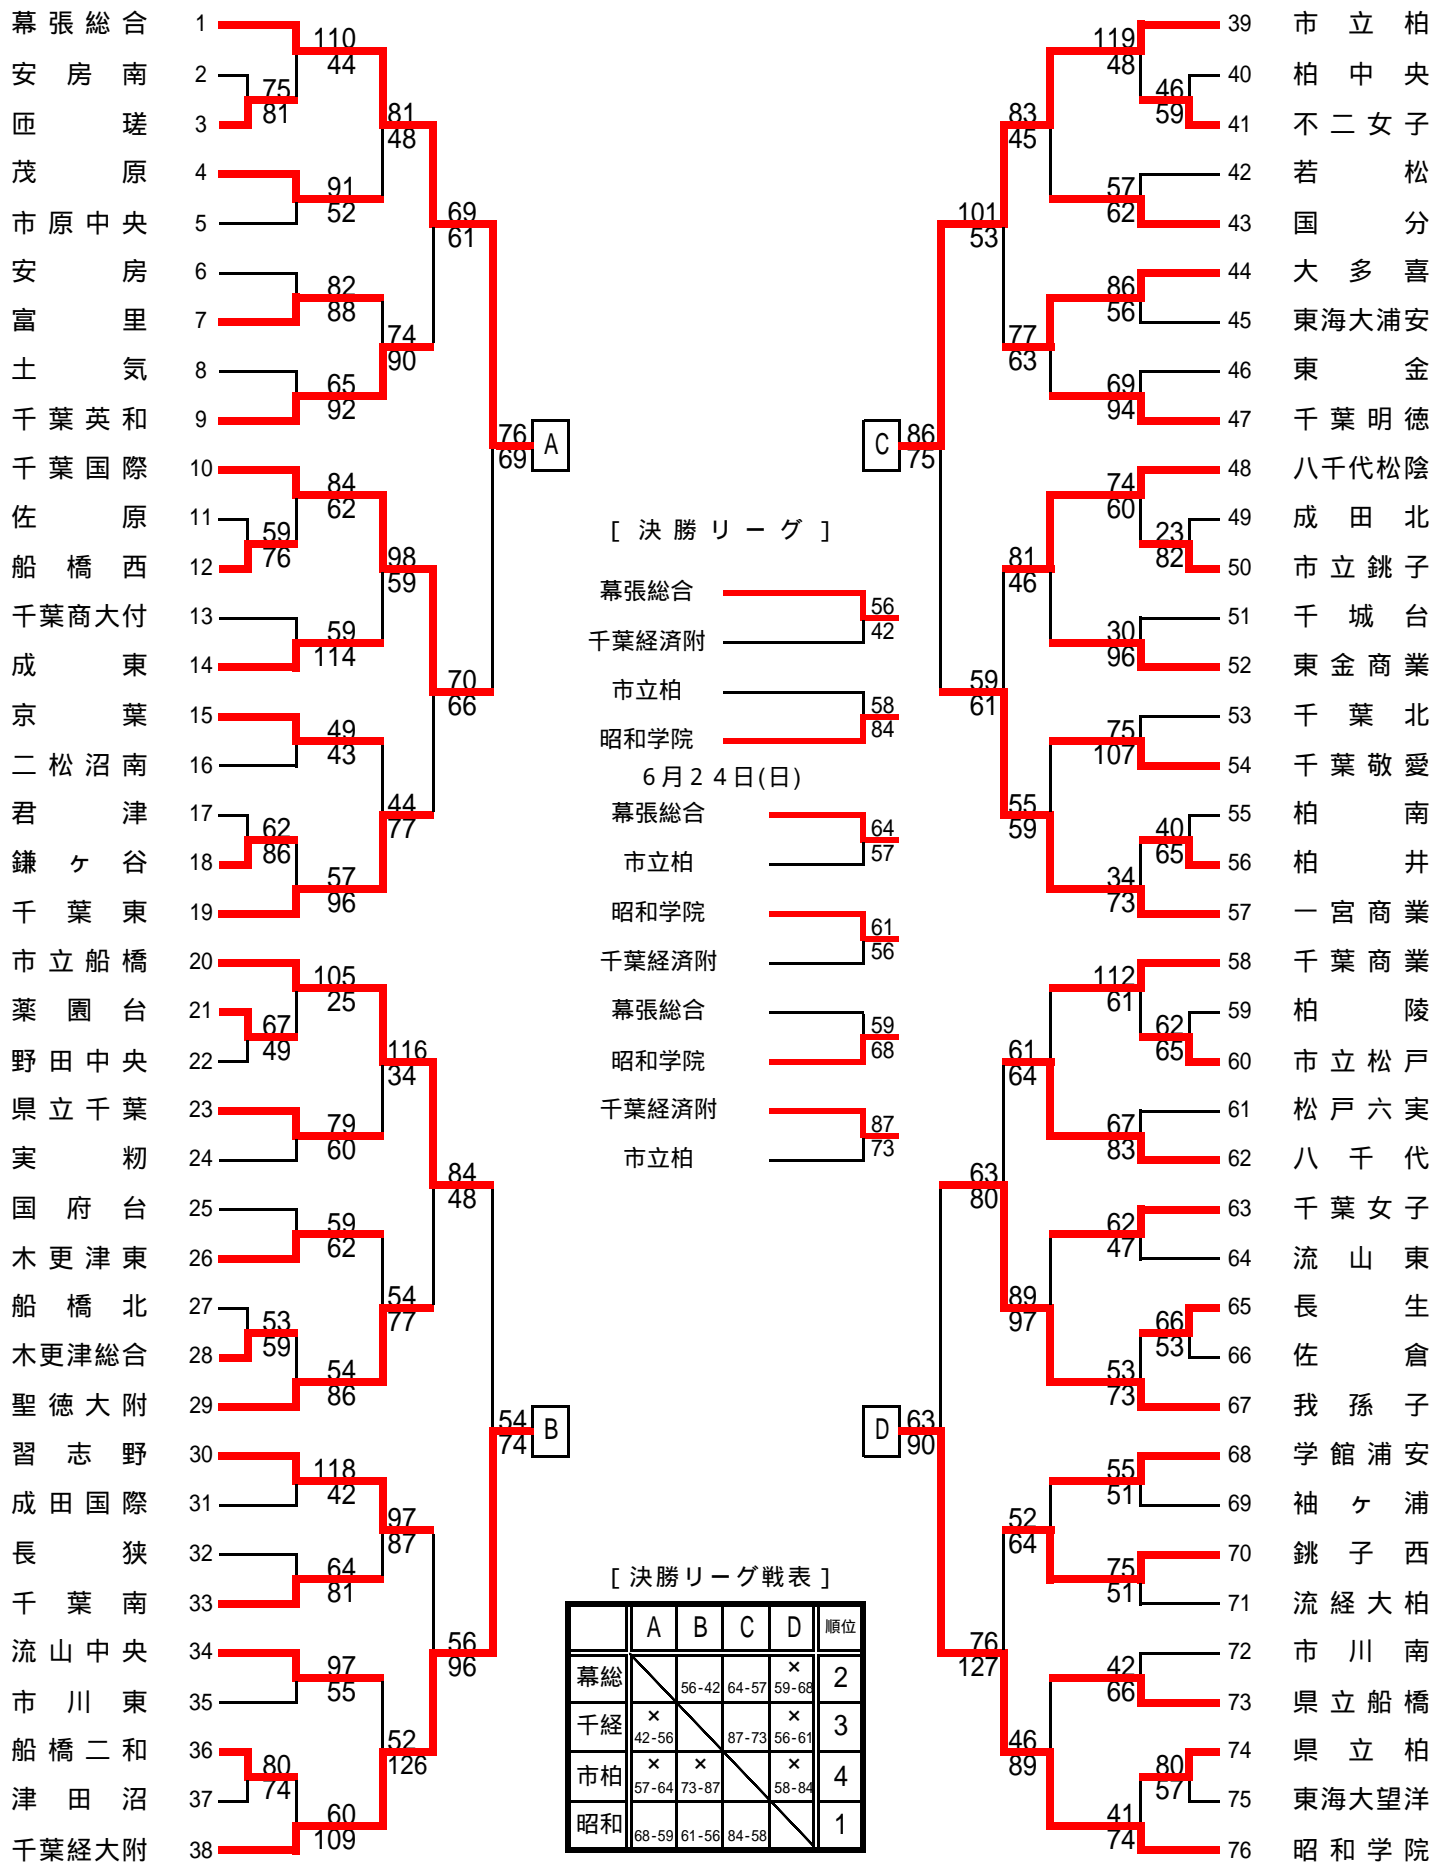 幕張総合 1
安房南 2
匝瑳 3
茂原 4
市原中央 5
安房 6
富里 7
土気 8
千葉英和 9
千葉国際 10
佐原 11
船橋西 12
千葉商大付 13
成東 14
京葉 15
二松沼南 16
君津 17
鎌ヶ谷 18
千葉東 19
市立船橋 20
薬園台 21
野田中央 22
県立千葉 23
実籾 24
国府台 25
木更津東 26
船橋北 27
木更津総合 28
聖徳大附 29
習志野 30
成田国際 31
長狭 32
千葉南 33
流山中央 34
市川東 35
船橋二和 36
津田沼 37
千葉経大附 38
75
81
59
76
62
86
67
49
53
59
80
74
110
44
91
52
82
88
65
92
84
62
59
114
49
43
57
96
105
25
79
60
59
62
54
86
118
42
64
81
97
55
60
109
81
48
74
90
98
59
44
77
116
34
54
77
97
87
52
126
69
61
70
66
84
48
56
96
76
69
A
54
74
B
[決勝リーグ]
幕張総合
56
42
千葉経済附
市立柏
58
84
昭和学院
6月24日(日)
幕張総合
64
57
市立柏
昭和学院
61
56
千葉経済附
幕張総合
59
68
昭和学院
千葉経済附
87
73
市立柏
[決勝リーグ戦表]
A B C D 順位
幕総 56-42 64-57 × 59-68 2
千経 × 42-56 87-73 × 56-61 3
市柏 × 57-64 × 73-87 × 58-84 4
昭和 68-59 61-56 84-58 1
C
86
75
D
63
90
101
53
59
61
63
80
76
127
83
45
77
63
81
46
55
59
61
64
89
97
52
64
46
89
119
48
57
62
86
56
69
94
74
60
30
96
75
107
34
73
112
61
67
83
62
47
53
73
55
51
75
51
42
66
41
74
46
59
23
82
40
65
62
65
66
53
80
57
39 市立柏
40 柏中央
41 不二女子
42 若松
43 国分
44 大多喜
45 東海大浦安
46 東金
47 千葉明徳
48 八千代松陰
49 成田北
50 市立銚子
51 千城台
52 東金商業
53 千葉北
54 千葉敬愛
55 柏南
56 柏井
57 一宮商業
58 千葉商業
59 柏陵
60 市立松戸
61 松戸六実
62 八千代
63 千葉女子
64 流山東
65 長生
66 佐倉
67 我孫子
68 学館浦安
69 袖ヶ浦
70 銚子西
71 流経大柏
72 市川南
73 県立船橋
74 県立柏
75 東海大望洋
76 昭和学院